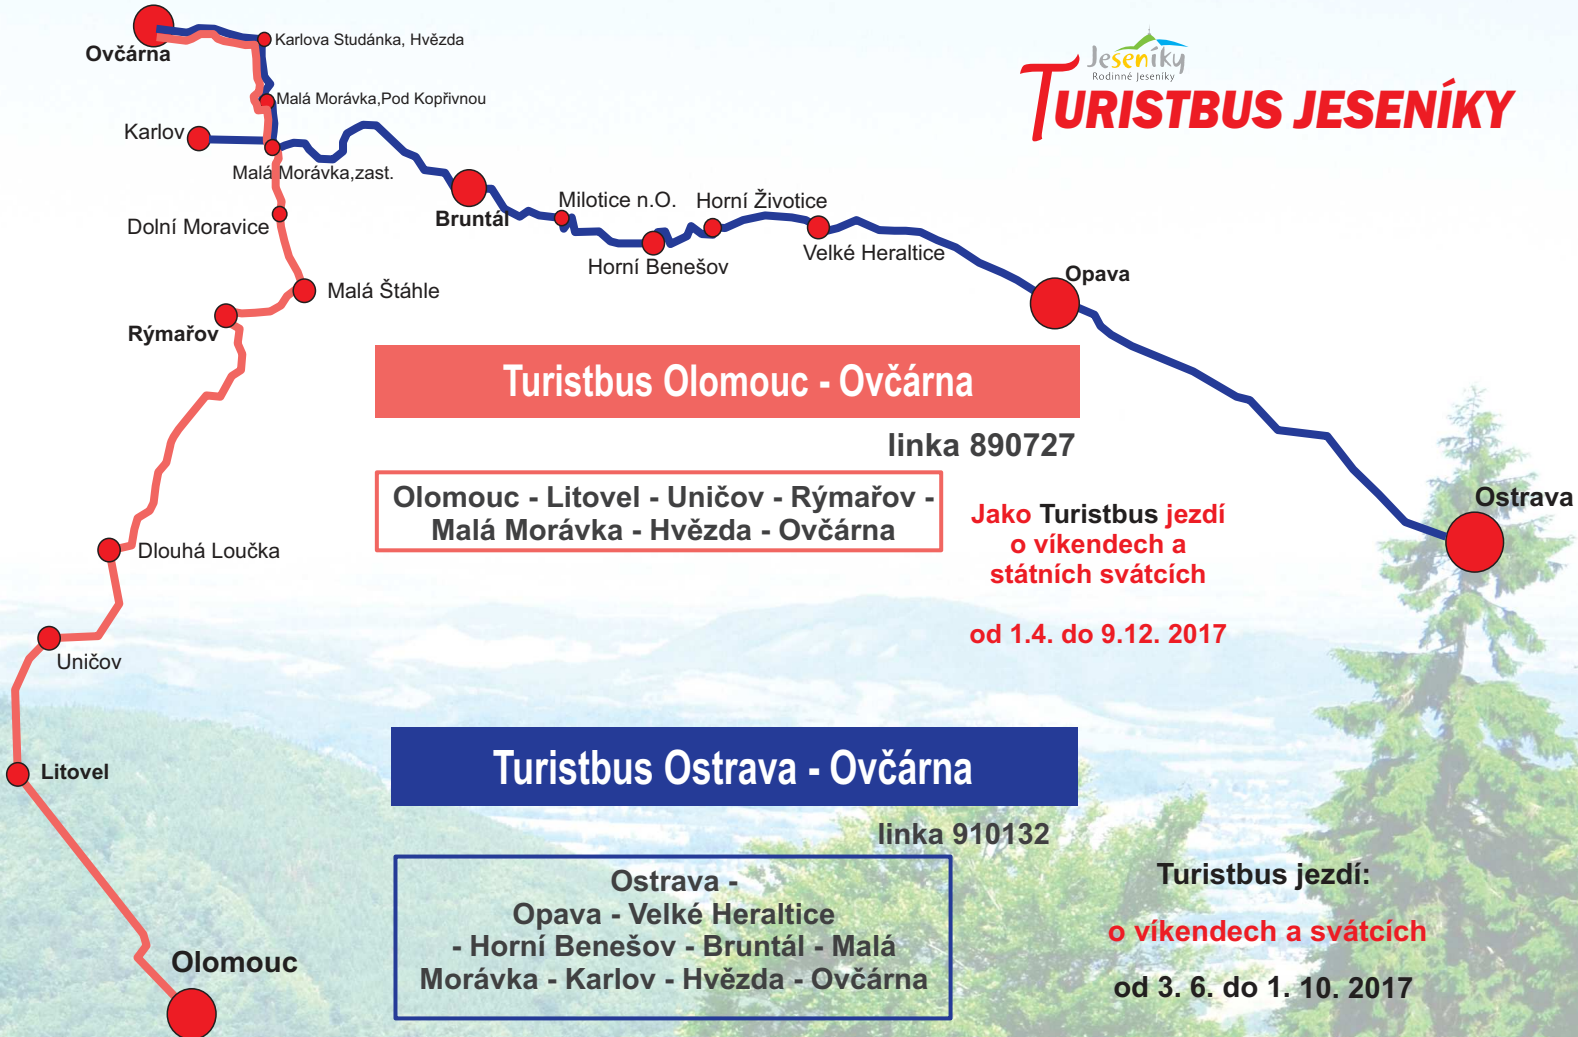 Ovčárna
Karlova Studánka, Hvězda
Malá Morávka,Pod Kopřivnou
Karlov
Malá Morávka,zast.
Dolní Moravice
Malá Štáhle
Rýmařov
Dlouhá Loučka
Uničov
Litovel
Olomouc
Bruntál
Milotice n.O.
Horní Benešov
Horní Životice
Velké Heraltice
Opava
Ostrava
Jeseníky
Rodinné Jeseníky
TURISTBUS JESENÍKY
Turistbus Olomouc - Ovčárna
linka 890727
Olomouc - Litovel - Uničov - Rýmařov -
Malá Morávka - Hvězda - Ovčárna
Jako Turistbus jezdí
o víkendech a
státních svátcích
od 1.4. do 9.12. 2017
Turistbus Ostrava - Ovčárna
linka 910132
Ostrava -
Opava - Velké Heraltice
- Horní Benešov - Bruntál - Malá
Morávka - Karlov - Hvězda - Ovčárna
Turistbus jezdí:
o víkendech a svátcích
od 3. 6. do 1. 10. 2017